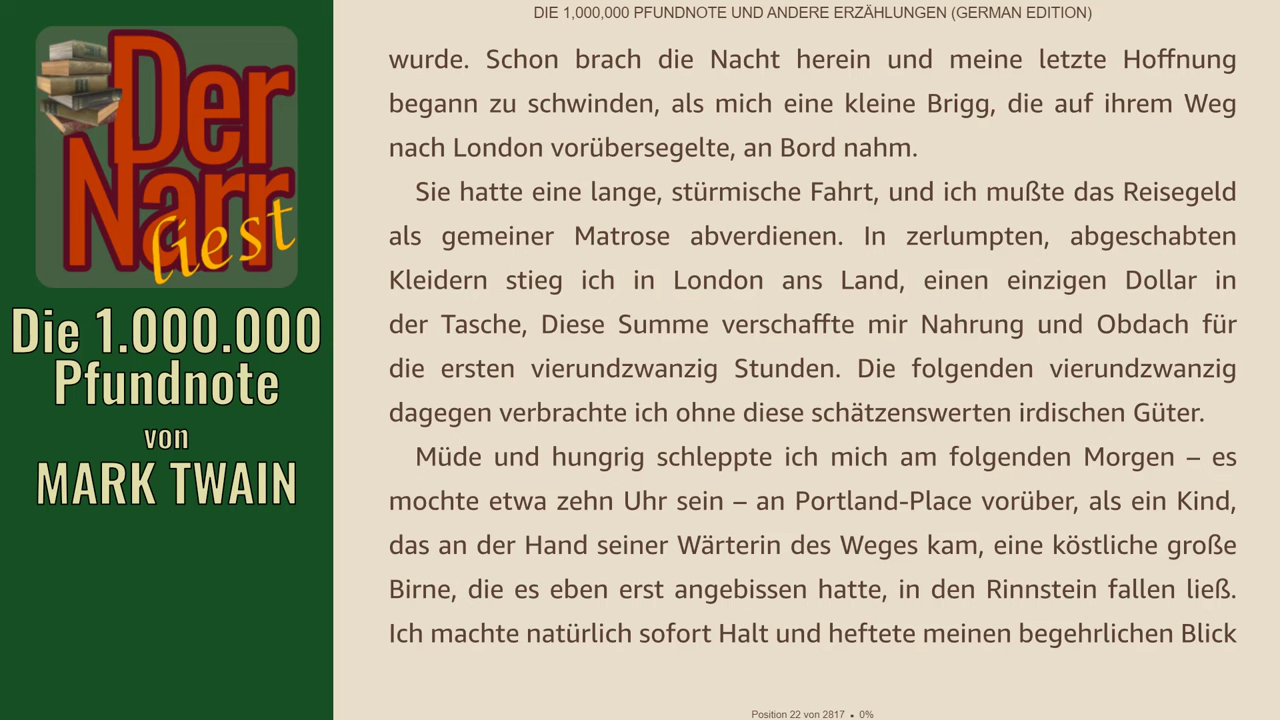 Der
Narr
liest
Die 1.000.000
Pfundnote
von
MARK TWAIN
DIE 1,000,000 PFUNDNOTE UND ANDERE ERZÄHLUNGEN (GERMAN EDITION)
wurde. Schon brach die Nacht herein und meine letzte Hoffnung
begann zu schwinden, als mich eine kleine Brigg, die auf ihrem Weg
nach London vorübersegelte, an Bord nahm.
Sie hatte eine lange, stürmische Fahrt, und ich mußte das Reisegeld
als gemeiner Matrose abverdienen. In zerlumpten, abgeschabten
Kleidern stieg ich in London ans Land, einen einzigen Dollar in
der Tasche, Diese Summe verschaffte mir Nahrung und Obdach für
die ersten vierundzwanzig Stunden. Die folgenden vierundzwanzig
dagegen verbrachte ich ohne diese schätzenswerten irdischen Güter.
Müde und hungrig schleppte ich mich am folgenden Morgen – es
mochte etwa zehn Uhr sein – an Portland-Place vorüber, als ein Kind,
das an der Hand seiner Wärterin des Weges kam, eine köstliche große
Birne, die es eben erst angebissen hatte, in den Rinnstein fallen ließ.
Ich machte natürlich sofort Halt und heftete meinen begehrlichen Blick
Position 22 von 2817 • 0%